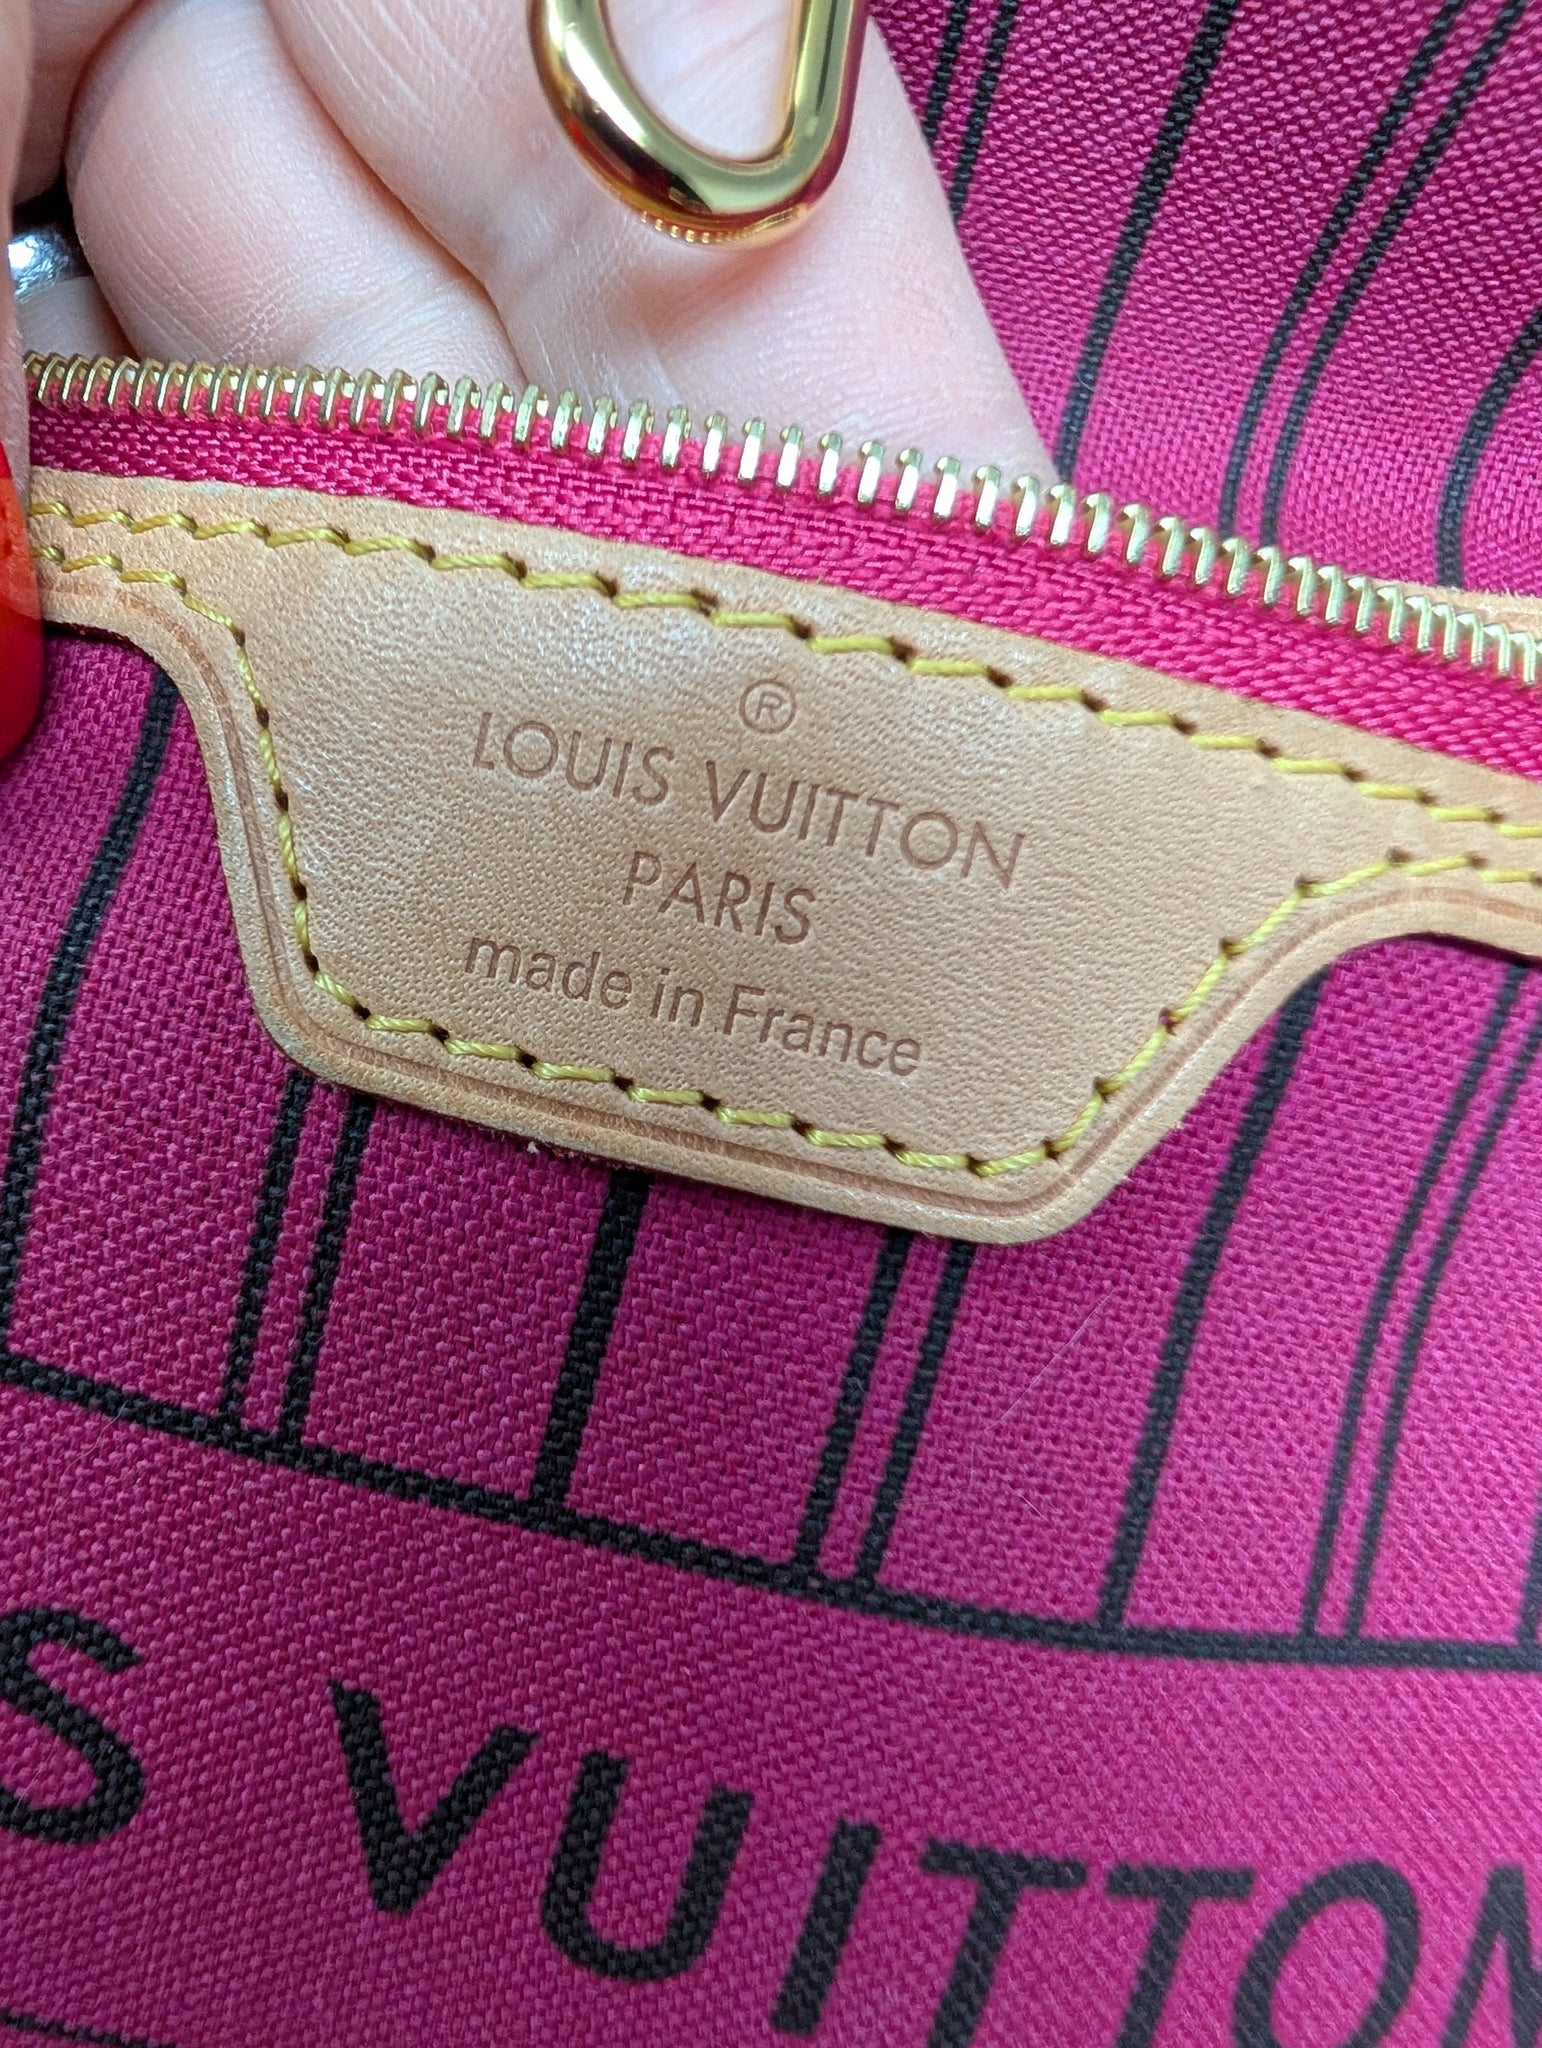 ®
LOUIS VUITTON
PARIS
made in France
S VUITTON